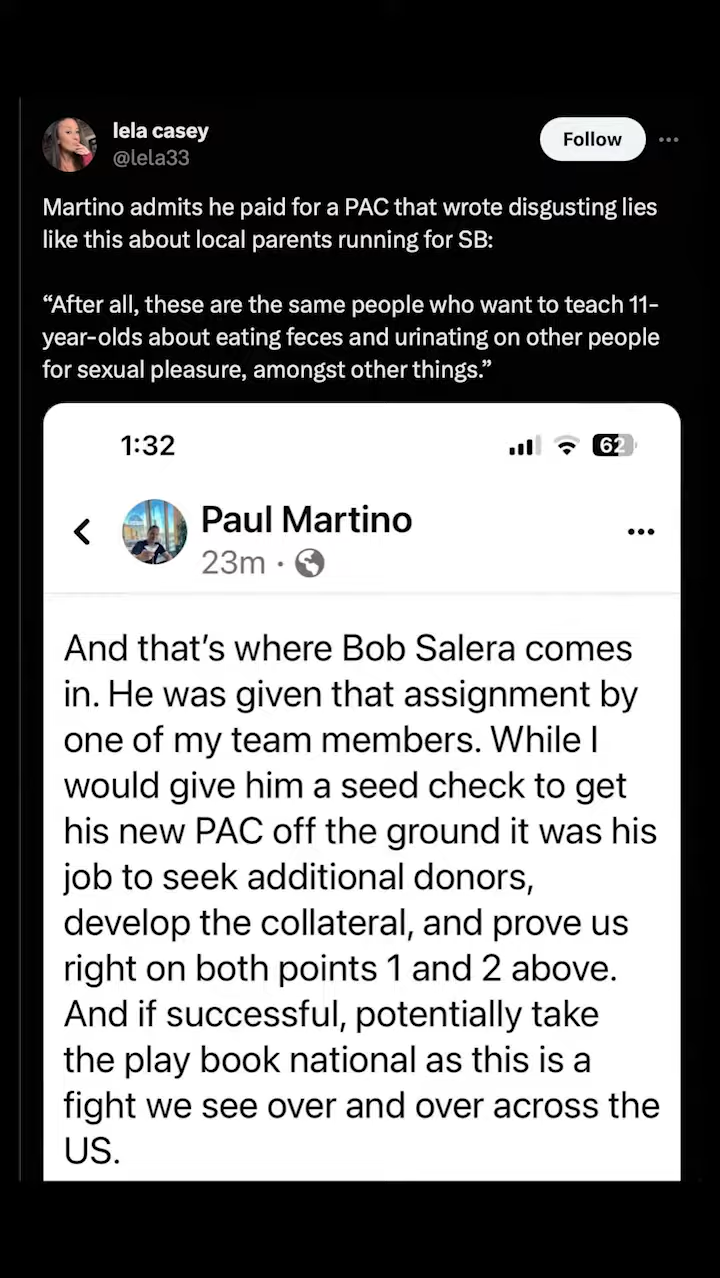 lela casey
@lela33
Follow
Martino admits he paid for a PAC that wrote disgusting lies
like this about local parents running for SB:
“After all, these are the same people who want to teach 11-
year-olds about eating feces and urinating on other people
for sexual pleasure, amongst other things.”
1:32
62
Paul Martino
23m ·
And that’s where Bob Salera comes
in. He was given that assignment by
one of my team members. While I
would give him a seed check to get
his new PAC off the ground it was his
job to seek additional donors,
develop the collateral, and prove us
right on both points 1 and 2 above.
And if successful, potentially take
the play book national as this is a
fight we see over and over across the
US.